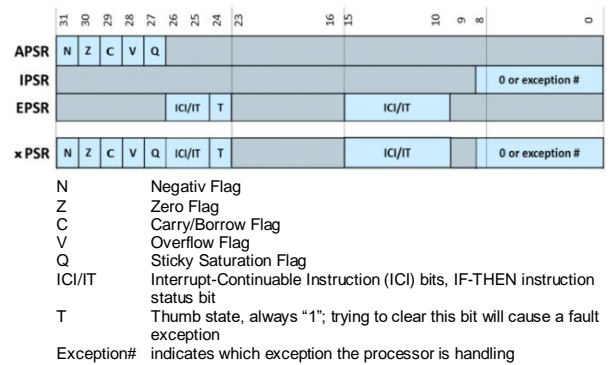 31 30 29 28 27 26 25 24 23 16 15 10 9 8 0
APSR N Z C V Q
IPSR 0 or exception #
EPSR ICI/IT T ICI/IT
xPSR N Z C V Q ICI/IT T ICI/IT 0 or exception #
N Negativ Flag
Z Zero Flag
C Carry/Borrow Flag
V Overflow Flag
Q Sticky Saturation Flag
ICI/IT Interrupt-Continuable Instruction (ICI) bits, IF-THEN instruction
status bit
T Thumb state, always “1”; trying to clear this bit will cause a fault
exception
Exception# indicates which exception the processor is handling